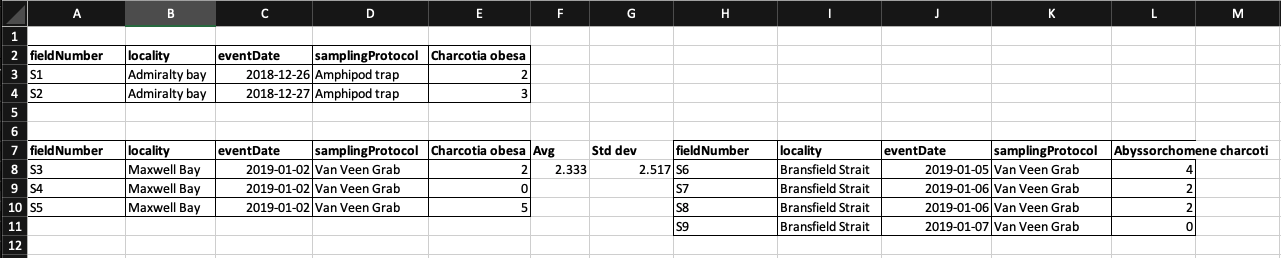 A B C D E F G H I J K L M
1
2 fieldNumber locality eventDate samplingProtocol Charcotia obesa
3 S1 Admiralty bay 2018-12-26 Amphipod trap 2
4 S2 Admiralty bay 2018-12-27 Amphipod trap 3
5
6
7 fieldNumber locality eventDate samplingProtocol Charcotia obesa Avg Std dev fieldNumber locality eventDate samplingProtocol Abyssorchomene charcoti
8 S3 Maxwell Bay 2019-01-02 Van Veen Grab 2 2.333 2.517 S6 Bransfield Strait 2019-01-05 Van Veen Grab 4
9 S4 Maxwell Bay 2019-01-02 Van Veen Grab 0 S7 Bransfield Strait 2019-01-06 Van Veen Grab 2
10 S5 Maxwell Bay 2019-01-02 Van Veen Grab 5 S8 Bransfield Strait 2019-01-06 Van Veen Grab 2
11 S9 Bransfield Strait 2019-01-07 Van Veen Grab 0
12